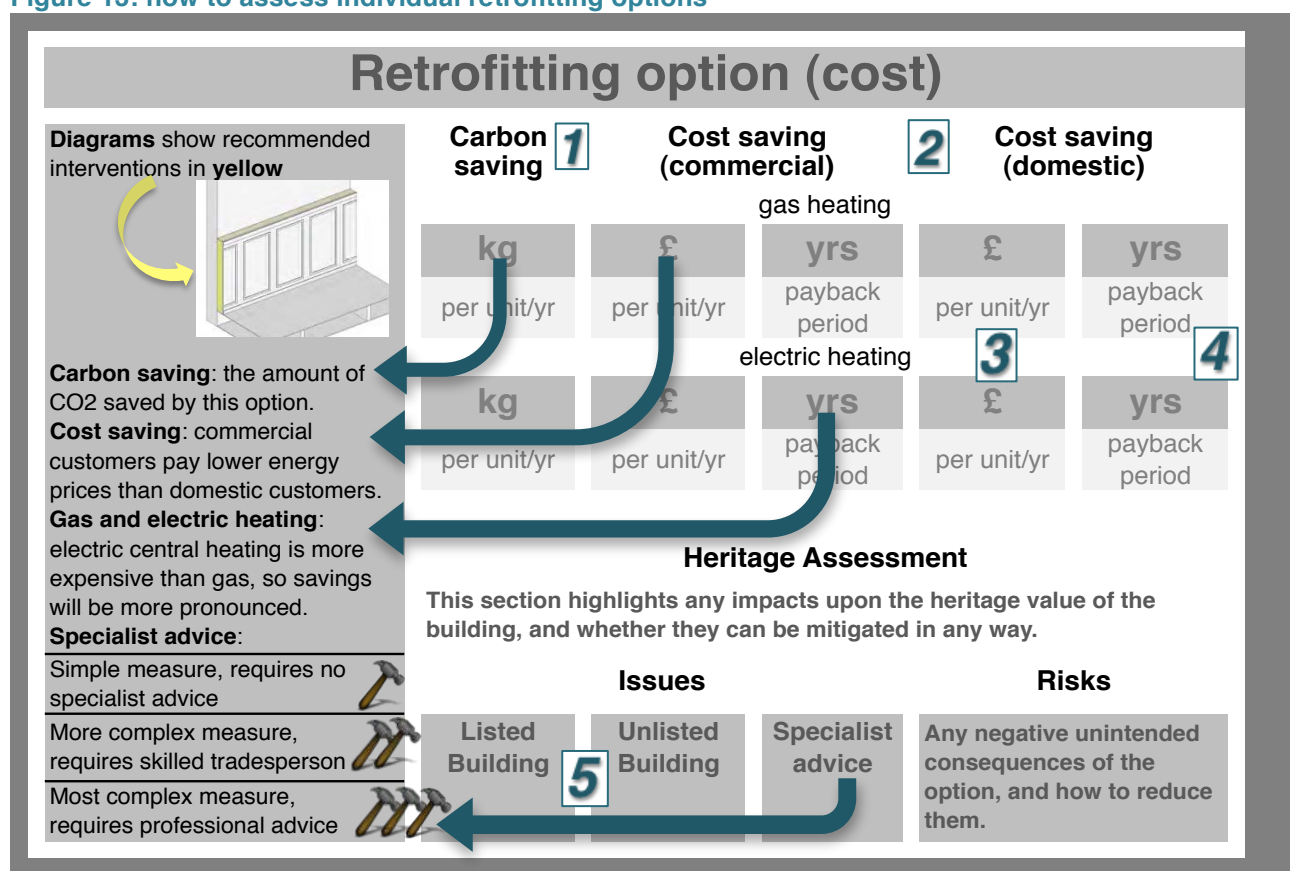 Figure 13: how to assess individual retrofitting options
Retrofitting option (cost)
Diagrams show recommended
interventions in yellow
Carbon saving: the amount of
CO2 saved by this option.
Cost saving: commercial
customers pay lower energy
prices than domestic customers.
Gas and electric heating:
electric central heating is more
expensive than gas, so savings
will be more pronounced.
Specialist advice:
Simple measure, requires no
specialist advice
More complex measure,
requires skilled tradesperson
Most complex measure,
requires professional advice
Carbon 1 Cost saving 2 Cost saving
saving (commercial) (domestic)
gas heating
kg £ yrs £ yrs
per unit/yr per unit/yr payback per unit/yr payback
period period
electric heating 3 4
kg £ yrs £ yrs
per unit/yr per unit/yr payback per unit/yr payback
period period
Heritage Assessment
This section highlights any impacts upon the heritage value of the
building, and whether they can be mitigated in any way.
Issues Risks
Listed Unlisted Specialist
Building 5 Building advice
Any negative unintended
consequences of the
option, and how to reduce
them.